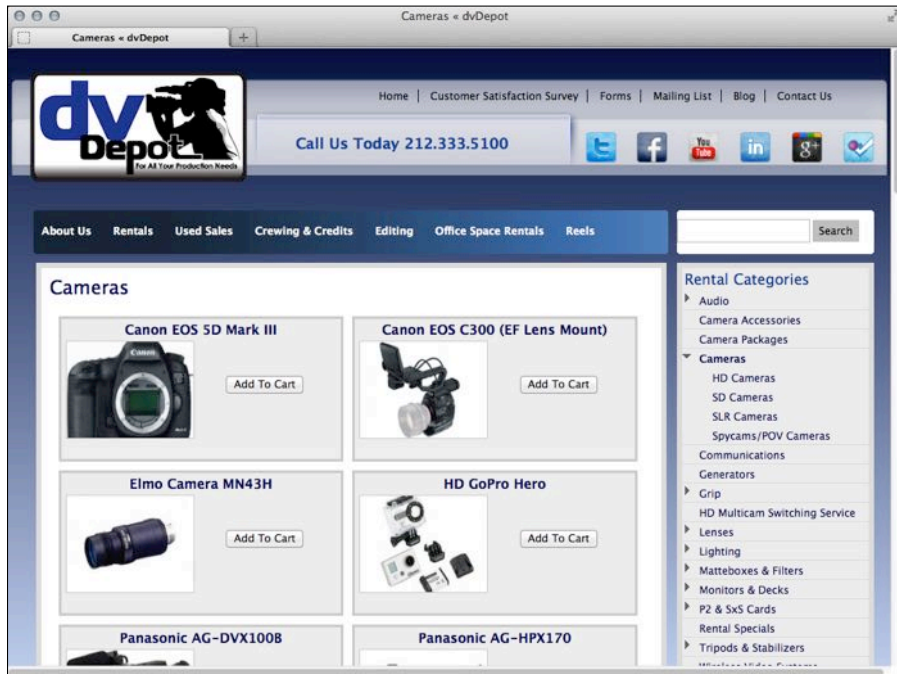 Cameras « dvDepot
Cameras « dvDepot
dv
Depot
For All Your Production Needs
Home | Customer Satisfaction Survey | Forms | Mailing List | Blog | Contact Us
Call Us Today 212.333.5100
You
Tube
in
g+
About Us Rentals Used Sales Crewing & Credits Editing Office Space Rentals Reels
Search
Cameras
Canon EOS 5D Mark III
Canon
Add To Cart
Canon EOS C300 (EF Lens Mount)
Add To Cart
Elmo Camera MN43H
Add To Cart
HD GoPro Hero
Add To Cart
Panasonic AG-DVX100B
Panasonic AG-HPX170
Rental Categories
Audio
Camera Accessories
Camera Packages
Cameras
HD Cameras
SD Cameras
SLR Cameras
Spycams/POV Cameras
Communications
Generators
Grip
HD Multicam Switching Service
Lenses
Lighting
Matteboxes & Filters
Monitors & Decks
P2 & SxS Cards
Rental Specials
Tripods & Stabilizers
Wireless Video Systems